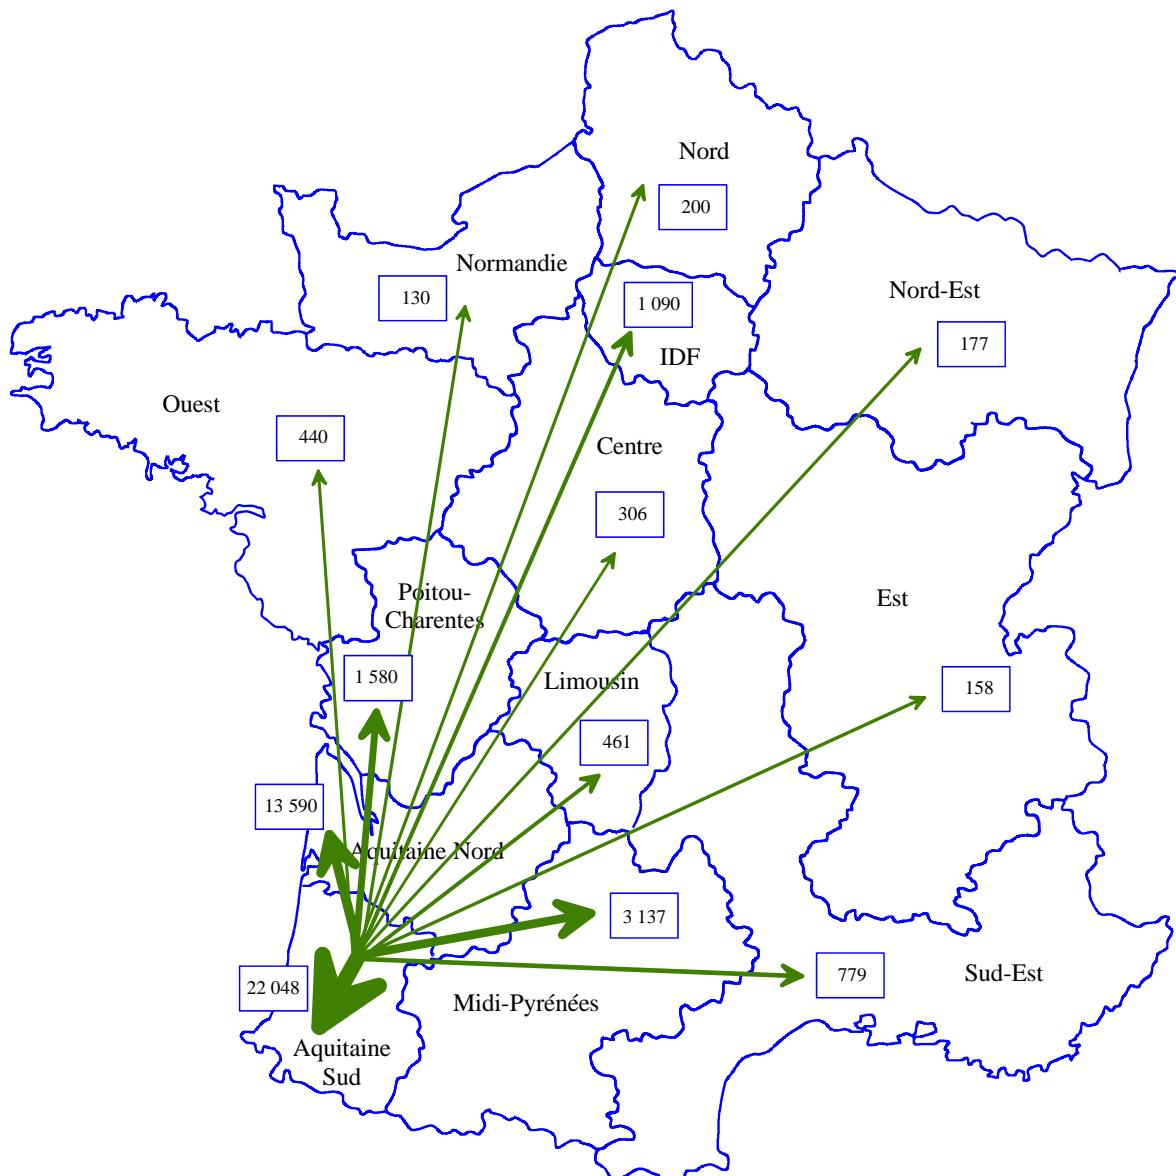 Nord
200
Normandie
130
1 090
IDF
Nord-Est
177
Ouest
440
Centre
306
Poitou-
Charentes
1 580
Est
Limousin
158
461
13 590
Aquitaine Nord
3 137
22 048
Midi-Pyrénées
779
Sud-Est
Aquitaine
Sud